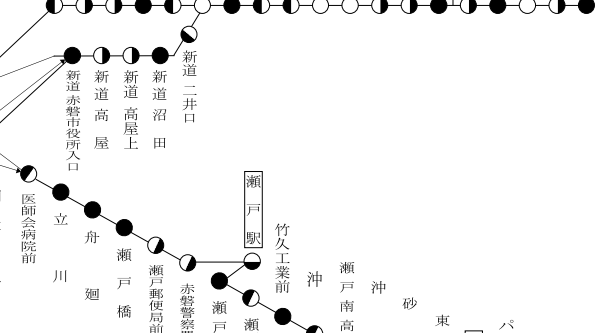 新道 赤磐市役所入口
新道 高屋
新道 高屋上
新道 沼田
新道 二井口
医師会病院前
立川
舟廻
瀬戸橋
瀬戸郵便局前
赤磐警察
瀬戸駅
瀬戸
瀬
竹久工業前
沖
瀬戸南高
沖
砂
東
パ